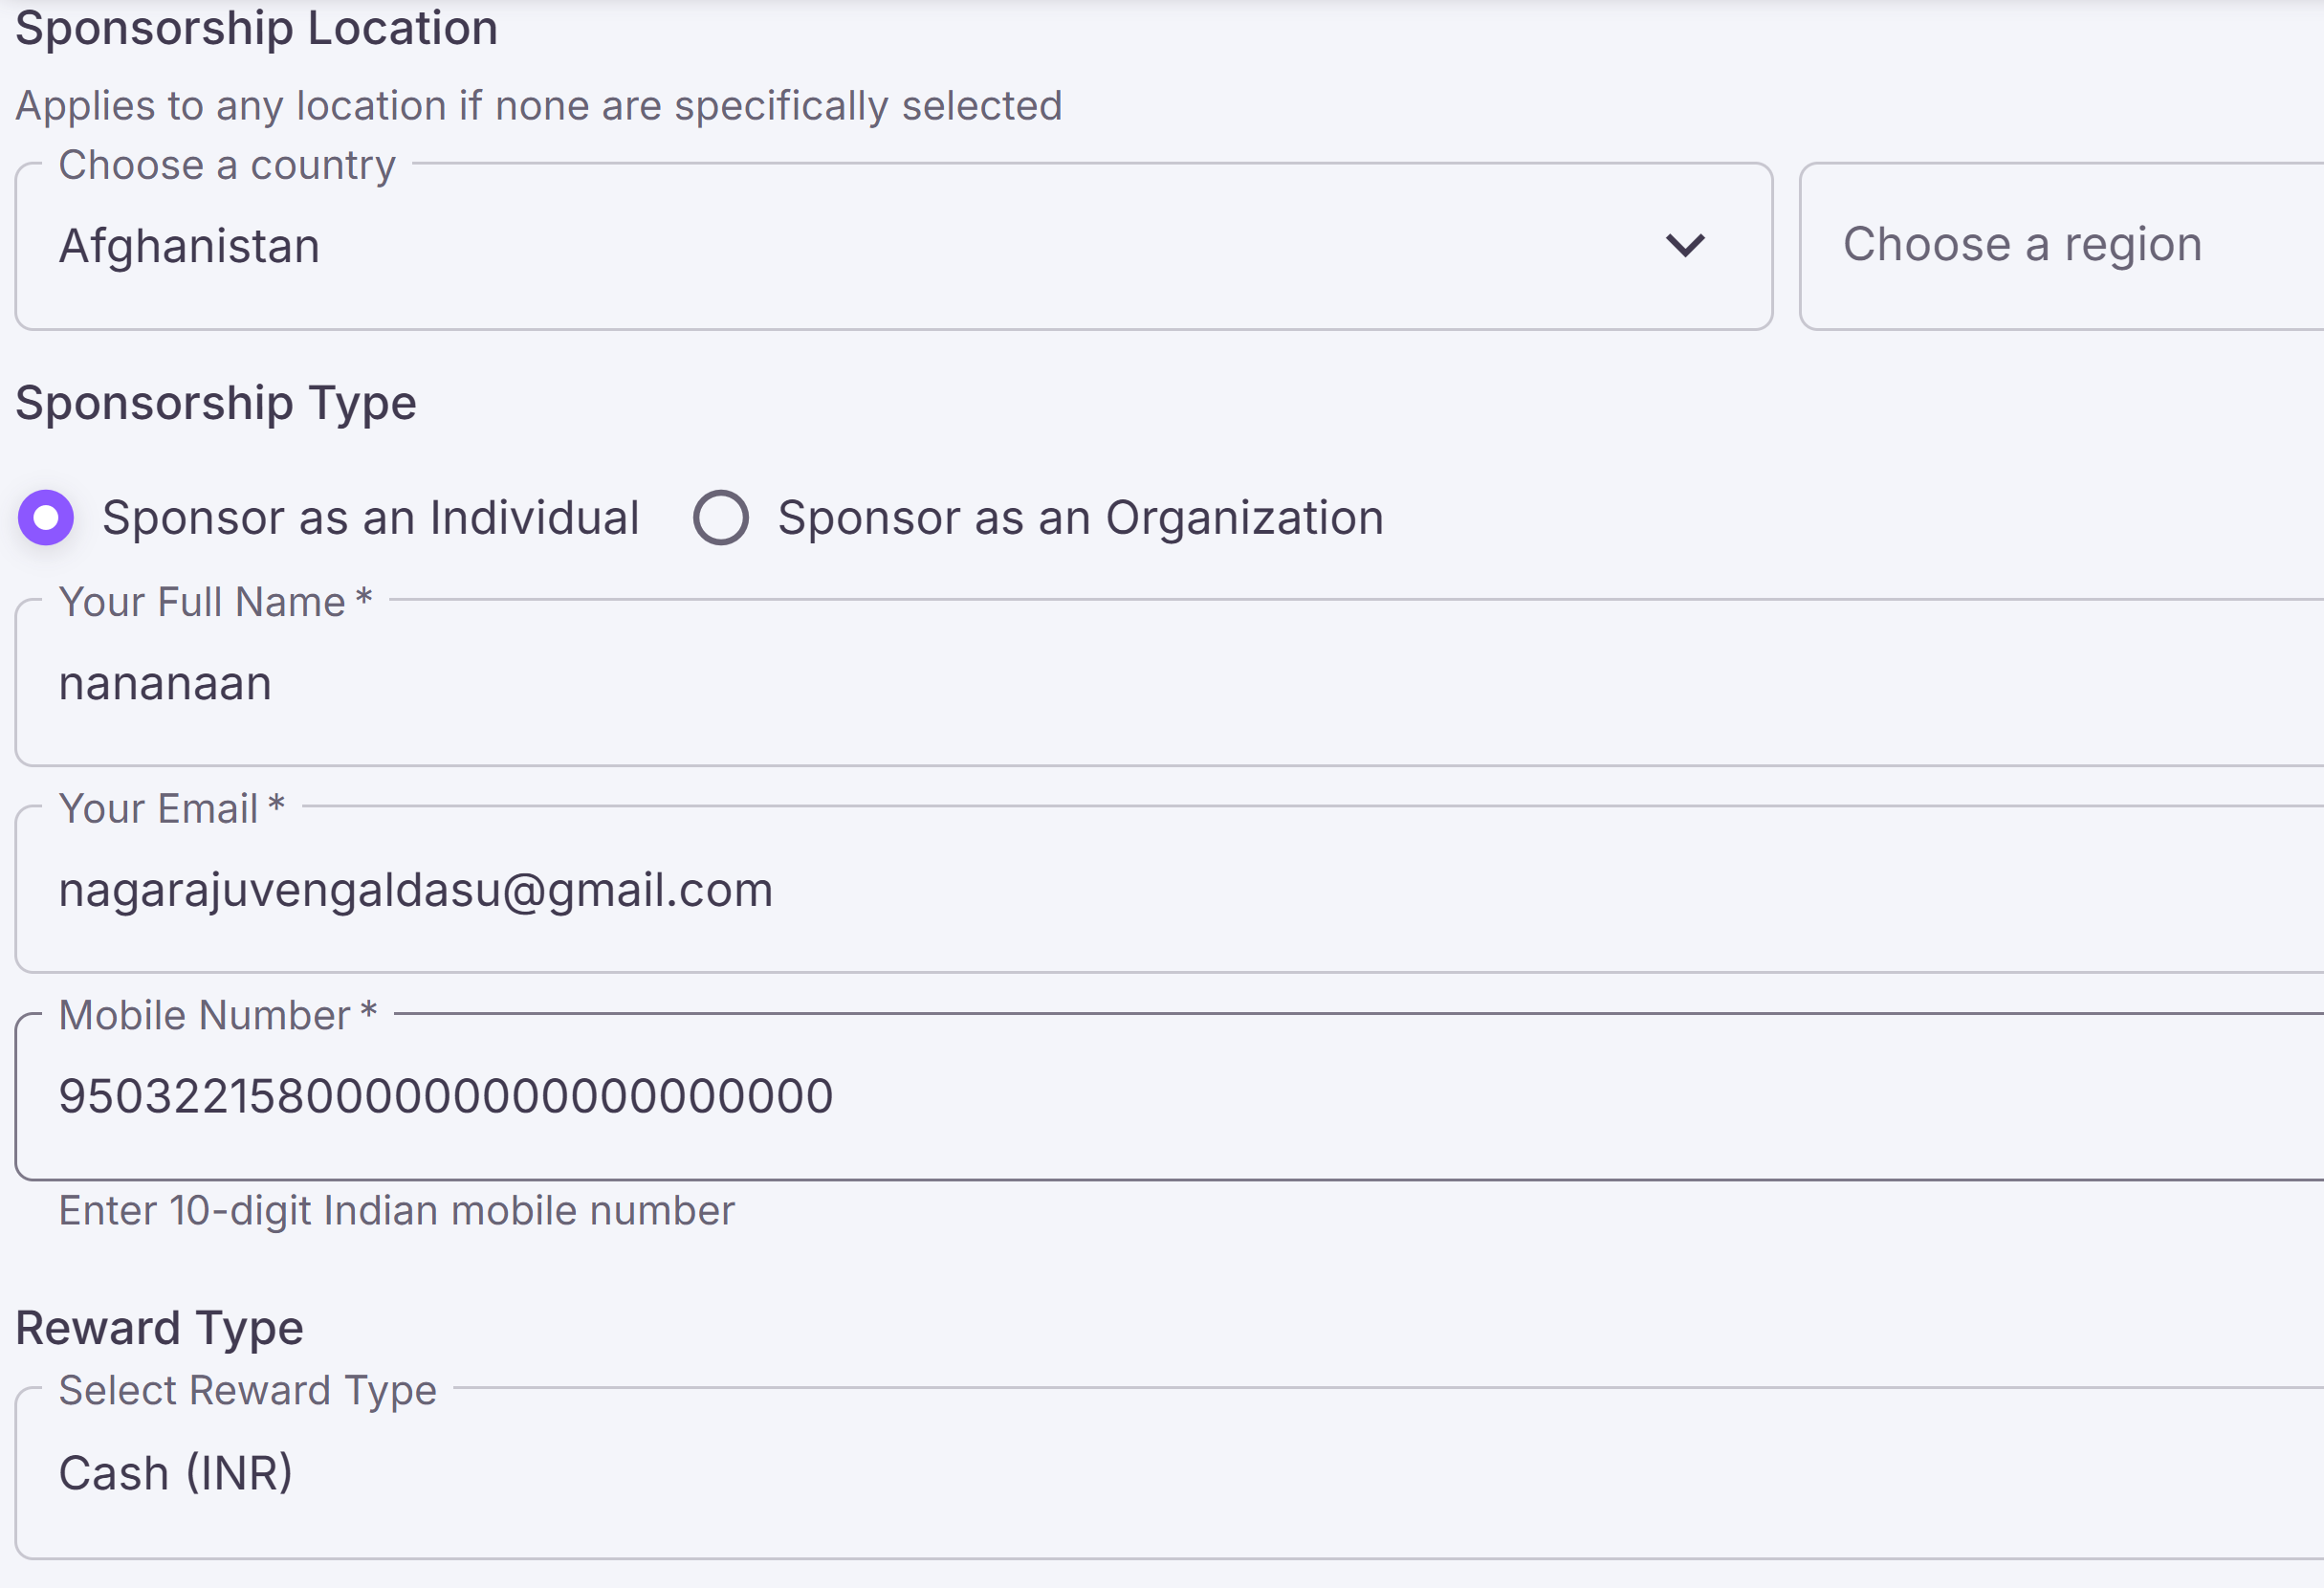 Sponsorship Location
Applies to any location if none are specifically selected
Choose a country
Afghanistan
Choose a region
Sponsorship Type
Sponsor as an Individual
Sponsor as an Organization
Your Full Name *
nananaan
Your Email *
nagarajuvengaldasu@gmail.com
Mobile Number *
950322158000000000000000000
Enter 10-digit Indian mobile number
Reward Type
Select Reward Type
Cash (INR)